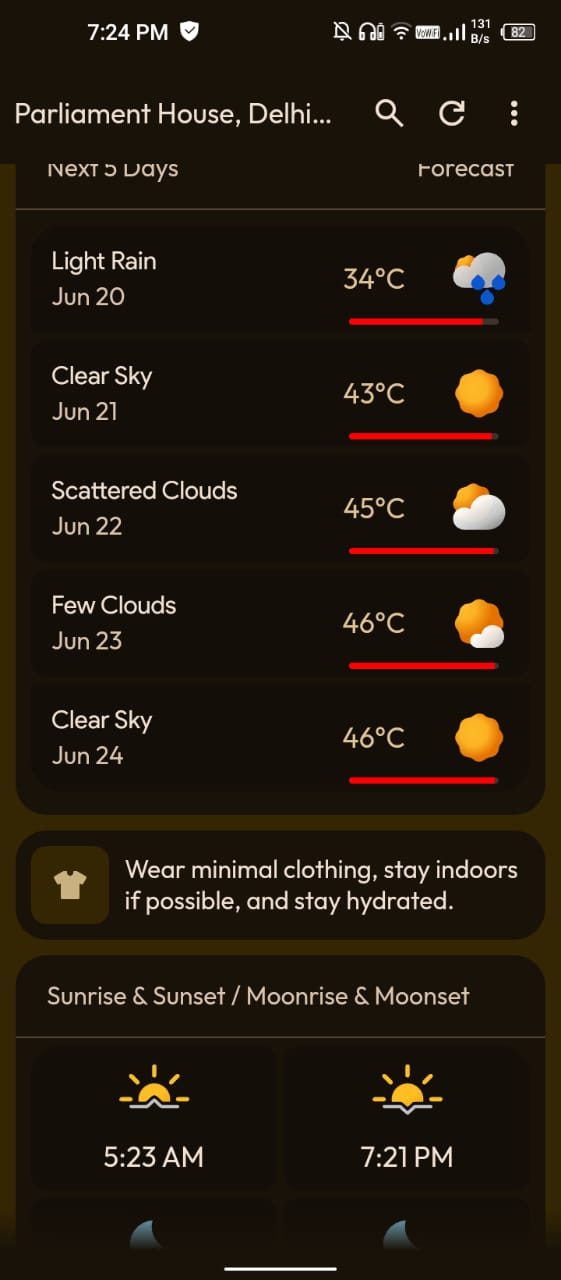 7:24 PM
VoWiFi
131
B/s
82
Parliament House, Delhi...
Next 5 Days
Forecast
Light Rain
Jun 20
34°C
Clear Sky
Jun 21
43°C
Scattered Clouds
Jun 22
45°C
Few Clouds
Jun 23
46°C
Clear Sky
Jun 24
46°C
Wear minimal clothing, stay indoors
if possible, and stay hydrated.
Sunrise & Sunset / Moonrise & Moonset
5:23 AM
7:21 PM